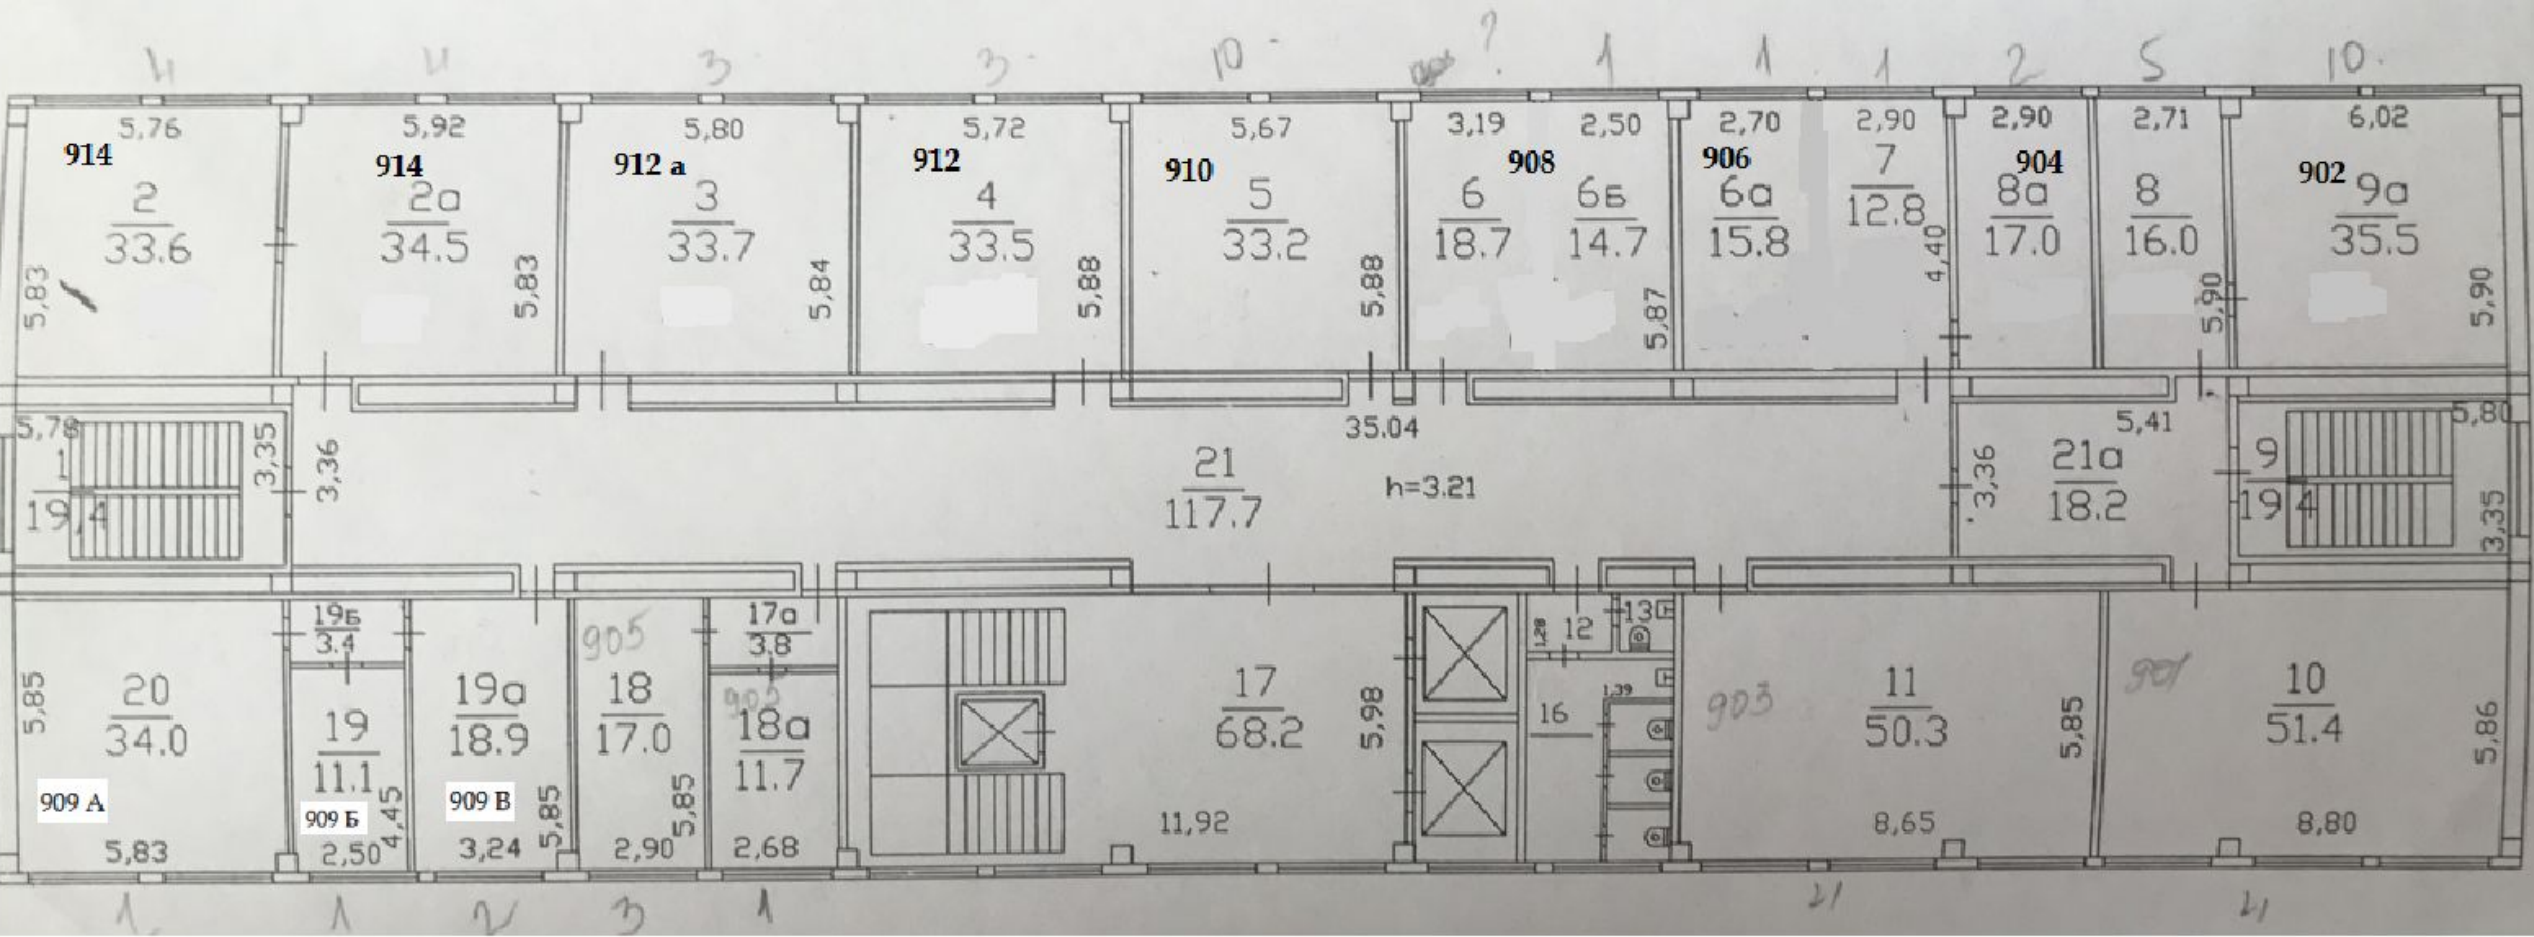 4 4 3 3 10 ? 1 1 1 2 5 10
5,76 5,92 5,80 5,72 5,67 3,19 2,50 2,70 2,90 2,90 2,71 6,02
914 914 912 а 912 910 908 906 904 902
2 2а 3 4 5 6 6Б 6а 7 8а 8 9а
33.6 34.5 33.7 33.5 33.2 18.7 14.7 15.8 12.8 17.0 16.0 35.5
5,83 5,83 5,84 5,88 5,88 5,87 4,40 5,90 5,90
5,78 35.04 5,41 5,80
1 3,35 3,36 21 h=3.21 3,36 21а 9
19,4 117.7 18.2 19 4 3,35
19Б 905 17а 12 13
3.4 3.8 1,28
20 19 19а 18 903 18а 17 16 1,39 903 11 901 10
34.0 11.1 18.9 17.0 11.7 68.2 50.3 51.4
5,85 4,45 5,85 5,85 5,98 5,85 5,86
909 А 909 Б 909 В
5,83 2,50 3,24 2,90 2,68 11,92 8,65 8,80
1 1 2 3 1 4 4